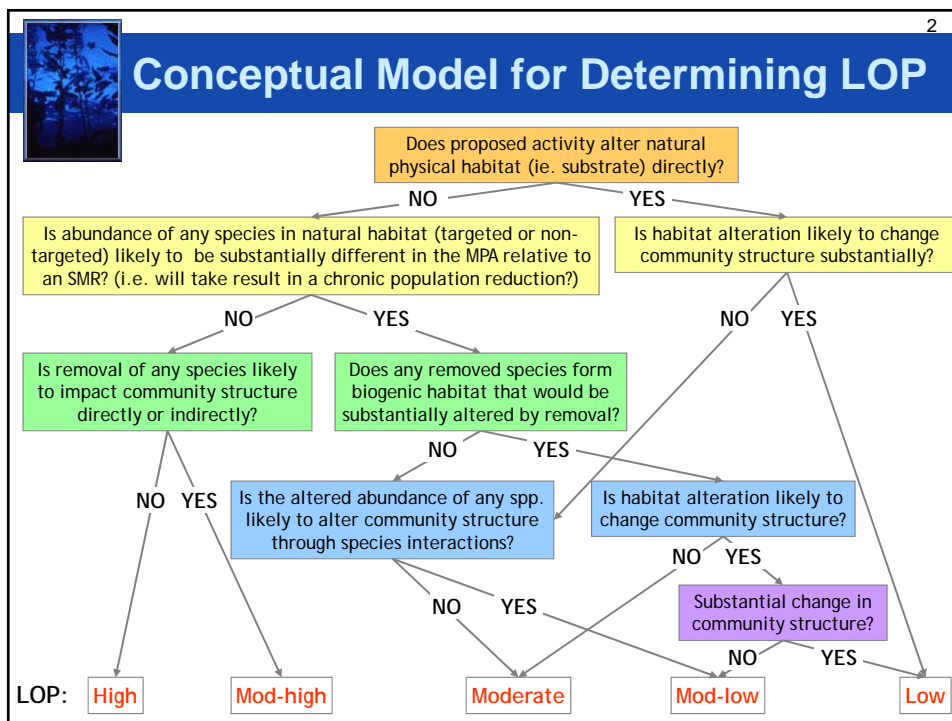 2
Conceptual Model for Determining LOP
Does proposed activity alter natural
physical habitat (ie. substrate) directly?
NO
YES
Is abundance of any species in natural habitat (targeted or non-
targeted) likely to be substantially different in the MPA relative to
an SMR? (i.e. will take result in a chronic population reduction?)
Is habitat alteration likely to change
community structure substantially?
NO
YES
NO
YES
Is removal of any species likely
to impact community structure
directly or indirectly?
Does any removed species form
biogenic habitat that would be
substantially altered by removal?
NO
YES
NO
YES
Is the altered abundance of any spp.
likely to alter community structure
through species interactions?
Is habitat alteration likely to
change community structure?
NO
YES
NO
YES
Substantial change in
community structure?
NO
YES
LOP:
High
Mod-high
Moderate
Mod-low
Low